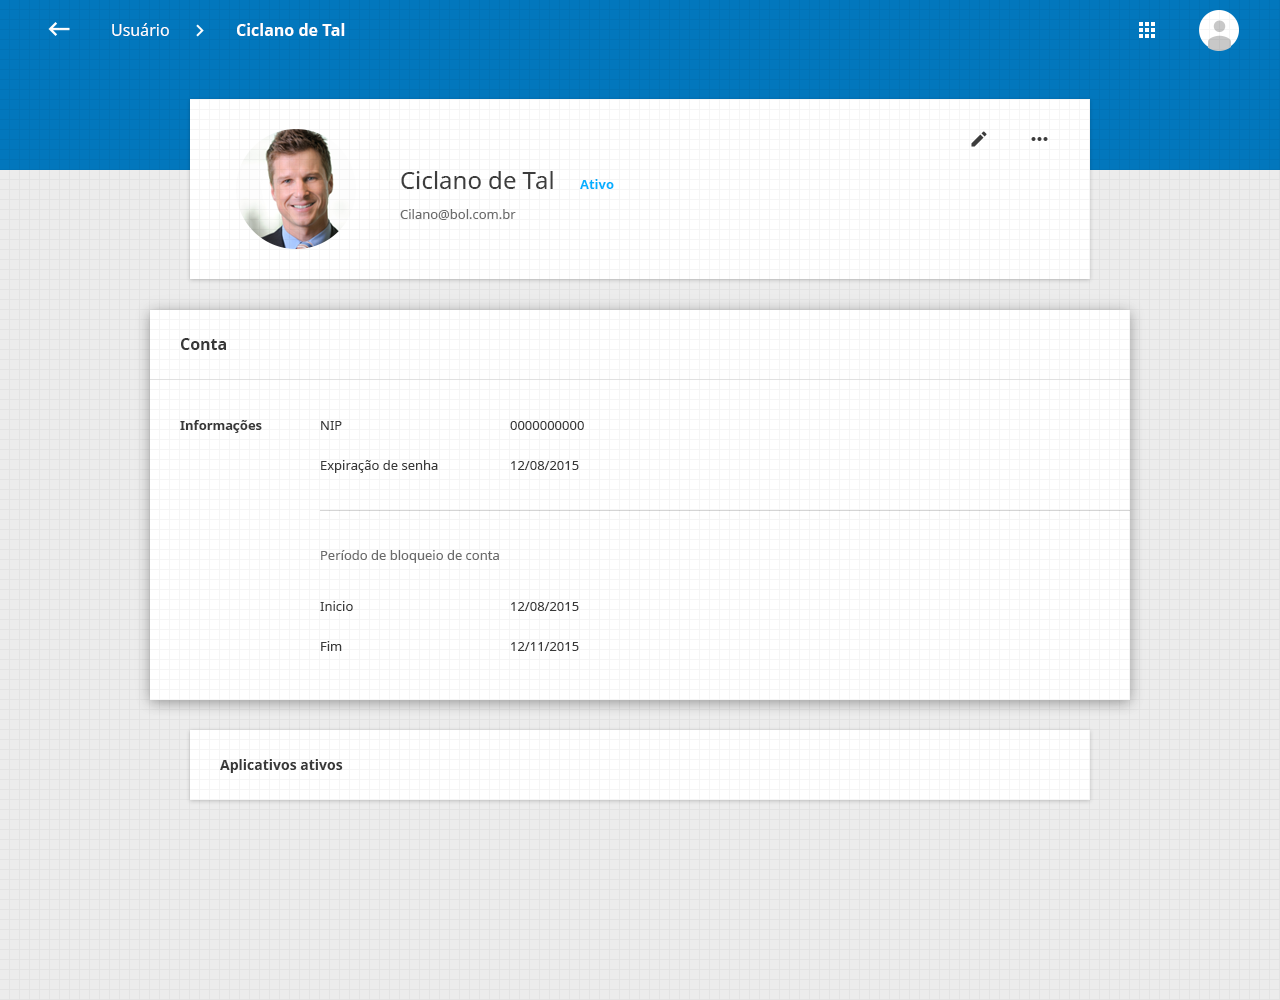 Usuário > Ciclano de Tal
Ciclano de Tal Ativo
Cilano@bol.com.br
Conta
Informações NIP 0000000000
Expiração de senha 12/08/2015
Período de bloqueio de conta
Inicio 12/08/2015
Fim 12/11/2015
Aplicativos ativos